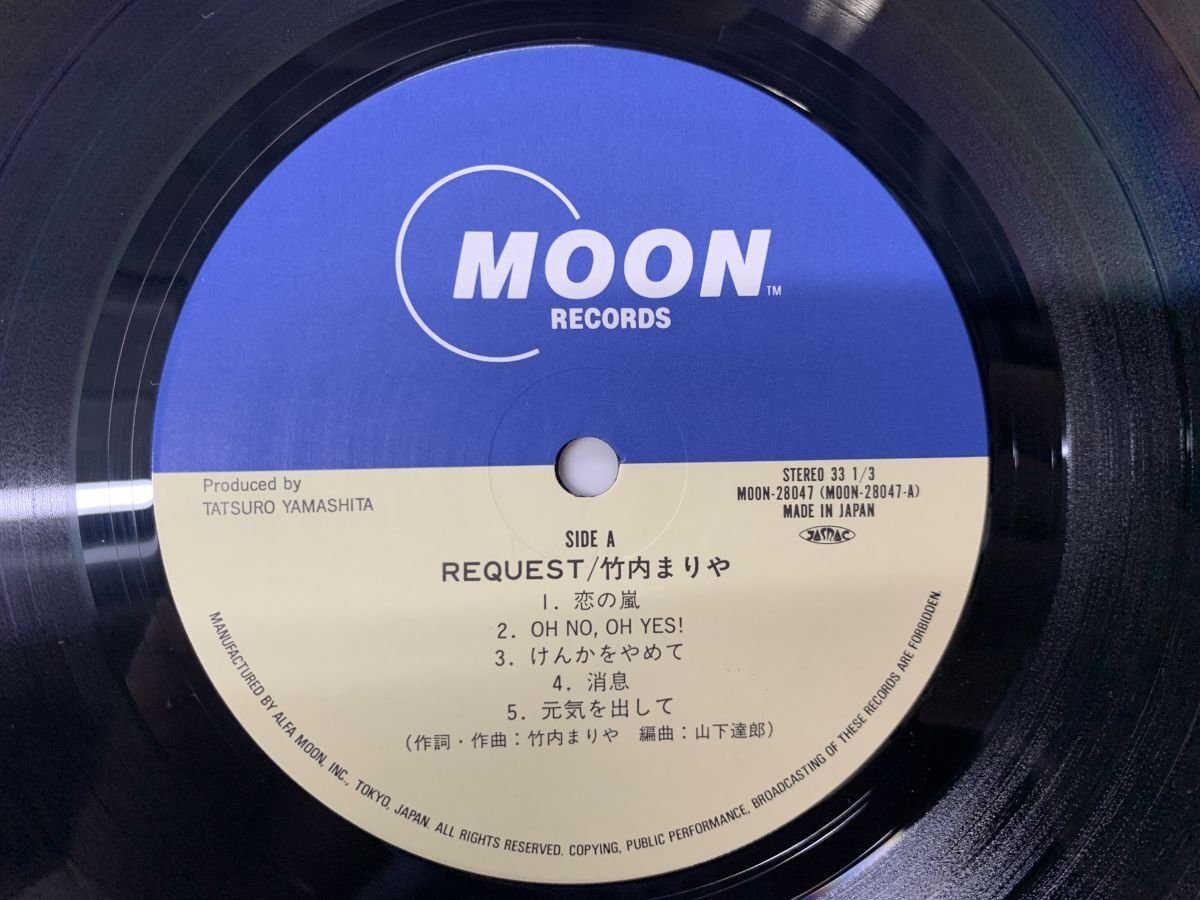 MOON™
RECORDS
Produced by
TATSURO YAMASHITA
STEREO 33 1/3
MOON-28047 (MOON-28047-A)
MADE IN JAPAN
JASRAC
SIDE A
REQUEST/竹内まりや
1. 恋の嵐
2. OH NO, OH YES!
3. けんかをやめて
4. 消息
5. 元気を出して
(作詞・作曲:竹内まりや 編曲:山下達郎)
MANUFACTURED BY ALFA MOON, INC., TOKYO, JAPAN. ALL RIGHTS RESERVED. COPYING, PUBLIC PERFORMANCE, BROADCASTING OF THESE RECORDS ARE FORBIDDEN.